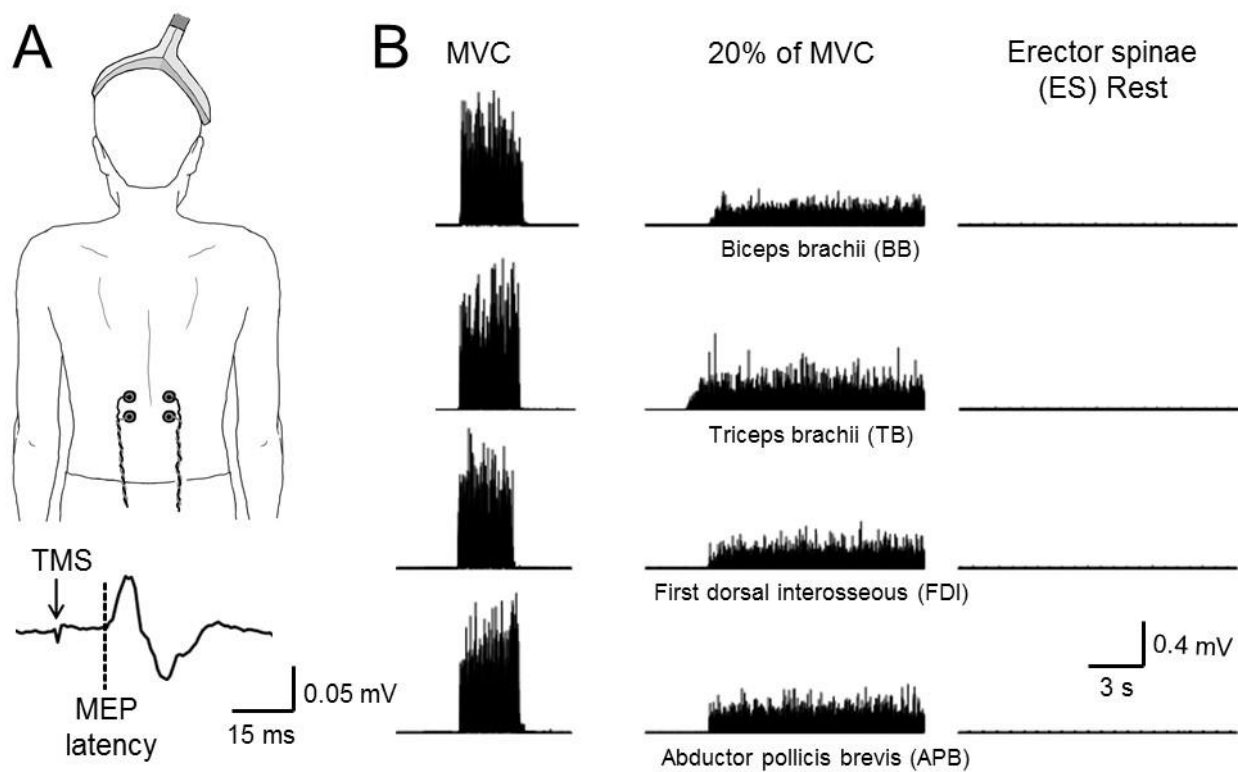 A
TMS
MEP
latency
0.05 mV
15 ms
B
MVC
20% of MVC
Erector spinae
(ES) Rest
Biceps brachii (BB)
Triceps brachii (TB)
First dorsal interosseous (FDI)
Abductor pollicis brevis (APB)
0.4 mV
3 s